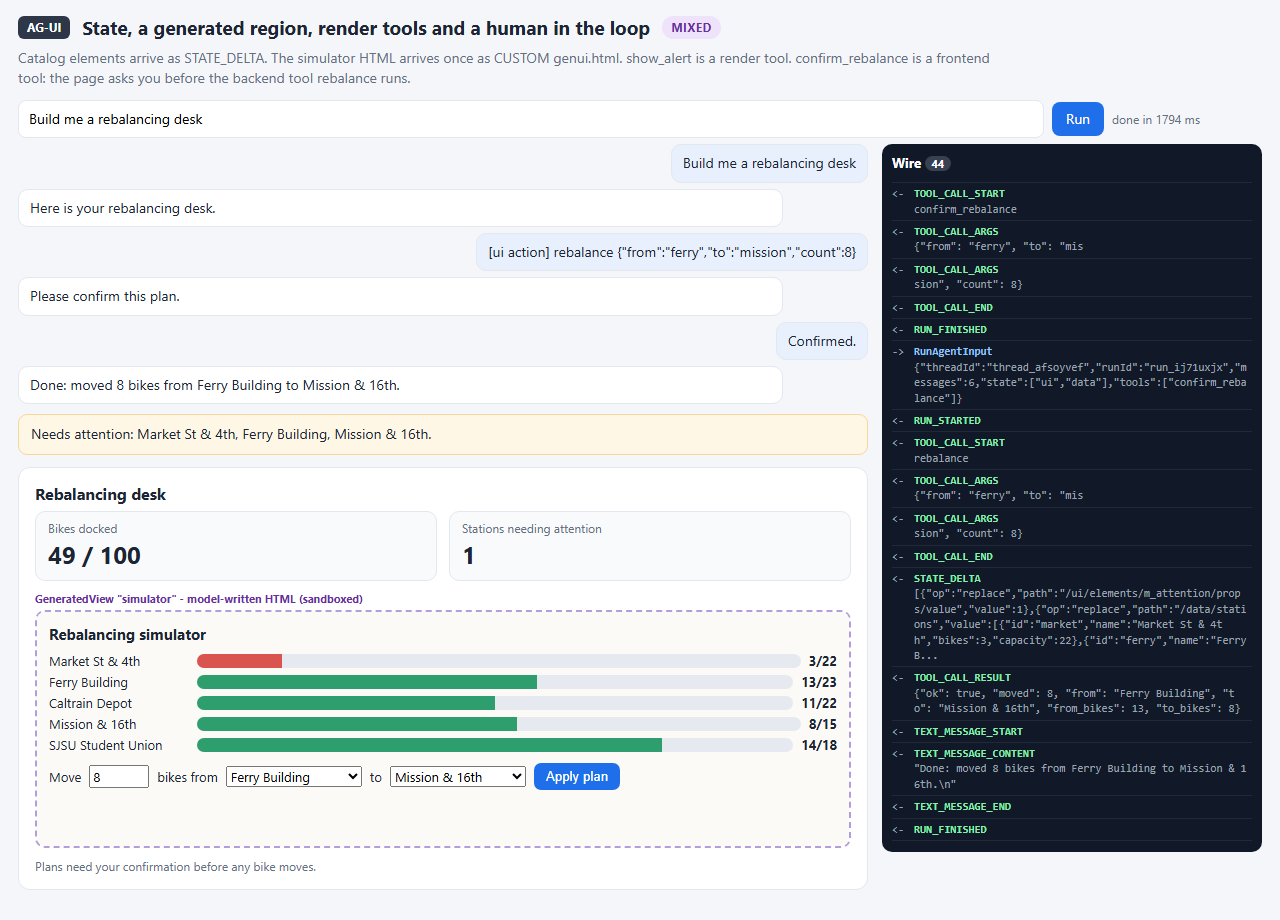 AG-UI State, a generated region, render tools and a human in the loop MIXED
Catalog elements arrive as STATE_DELTA. The simulator HTML arrives once as CUSTOM genui.html. show_alert is a render tool. confirm_rebalance is a frontend
tool: the page asks you before the backend tool rebalance runs.
Build me a rebalancing desk
Run
done in 1794 ms
Build me a rebalancing desk
Here is your rebalancing desk.
[ui action] rebalance {"from":"ferry","to":"mission","count":8}
Please confirm this plan.
Confirmed.
Done: moved 8 bikes from Ferry Building to Mission & 16th.
Needs attention: Market St & 4th, Ferry Building, Mission & 16th.
Rebalancing desk
Bikes docked
49 / 100
Stations needing attention
1
GeneratedView "simulator" - model-written HTML (sandboxed)
Rebalancing simulator
Market St & 4th 3/22
Ferry Building 13/23
Caltrain Depot 11/22
Mission & 16th 8/15
SJSU Student Union 14/18
Move 8 bikes from Ferry Building to Mission & 16th Apply plan
Plans need your confirmation before any bike moves.
Wire 44
<- TOOL_CALL_START
confirm_rebalance
<- TOOL_CALL_ARGS
{"from": "ferry", "to": "mis
<- TOOL_CALL_ARGS
sion", "count": 8}
<- TOOL_CALL_END
<- RUN_FINISHED
-> RunAgentInput
{"threadId":"thread_afsoyvef","runId":"run_ij71uxjx","m
essages":6,"state":["ui","data"],"tools":["confirm_reba
lance"]}
<- RUN_STARTED
<- TOOL_CALL_START
rebalance
<- TOOL_CALL_ARGS
{"from": "ferry", "to": "mis
<- TOOL_CALL_ARGS
sion", "count": 8}
<- TOOL_CALL_END
<- STATE_DELTA
[{"op":"replace","path":"/ui/elements/m_attention/prop
s/value","value":1},{"op":"replace","path":"/data/stati
ons","value":[{"id":"market","name":"Market St & 4t
h","bikes":3,"capacity":22},{"id":"ferry","name":"Ferry
B...
<- TOOL_CALL_RESULT
{"ok": true, "moved": 8, "from": "Ferry Building", "t
o": "Mission & 16th", "from_bikes": 13, "to_bikes": 8}
<- TEXT_MESSAGE_START
<- TEXT_MESSAGE_CONTENT
"Done: moved 8 bikes from Ferry Building to Mission & 1
6th.\n"
<- TEXT_MESSAGE_END
<- RUN_FINISHED